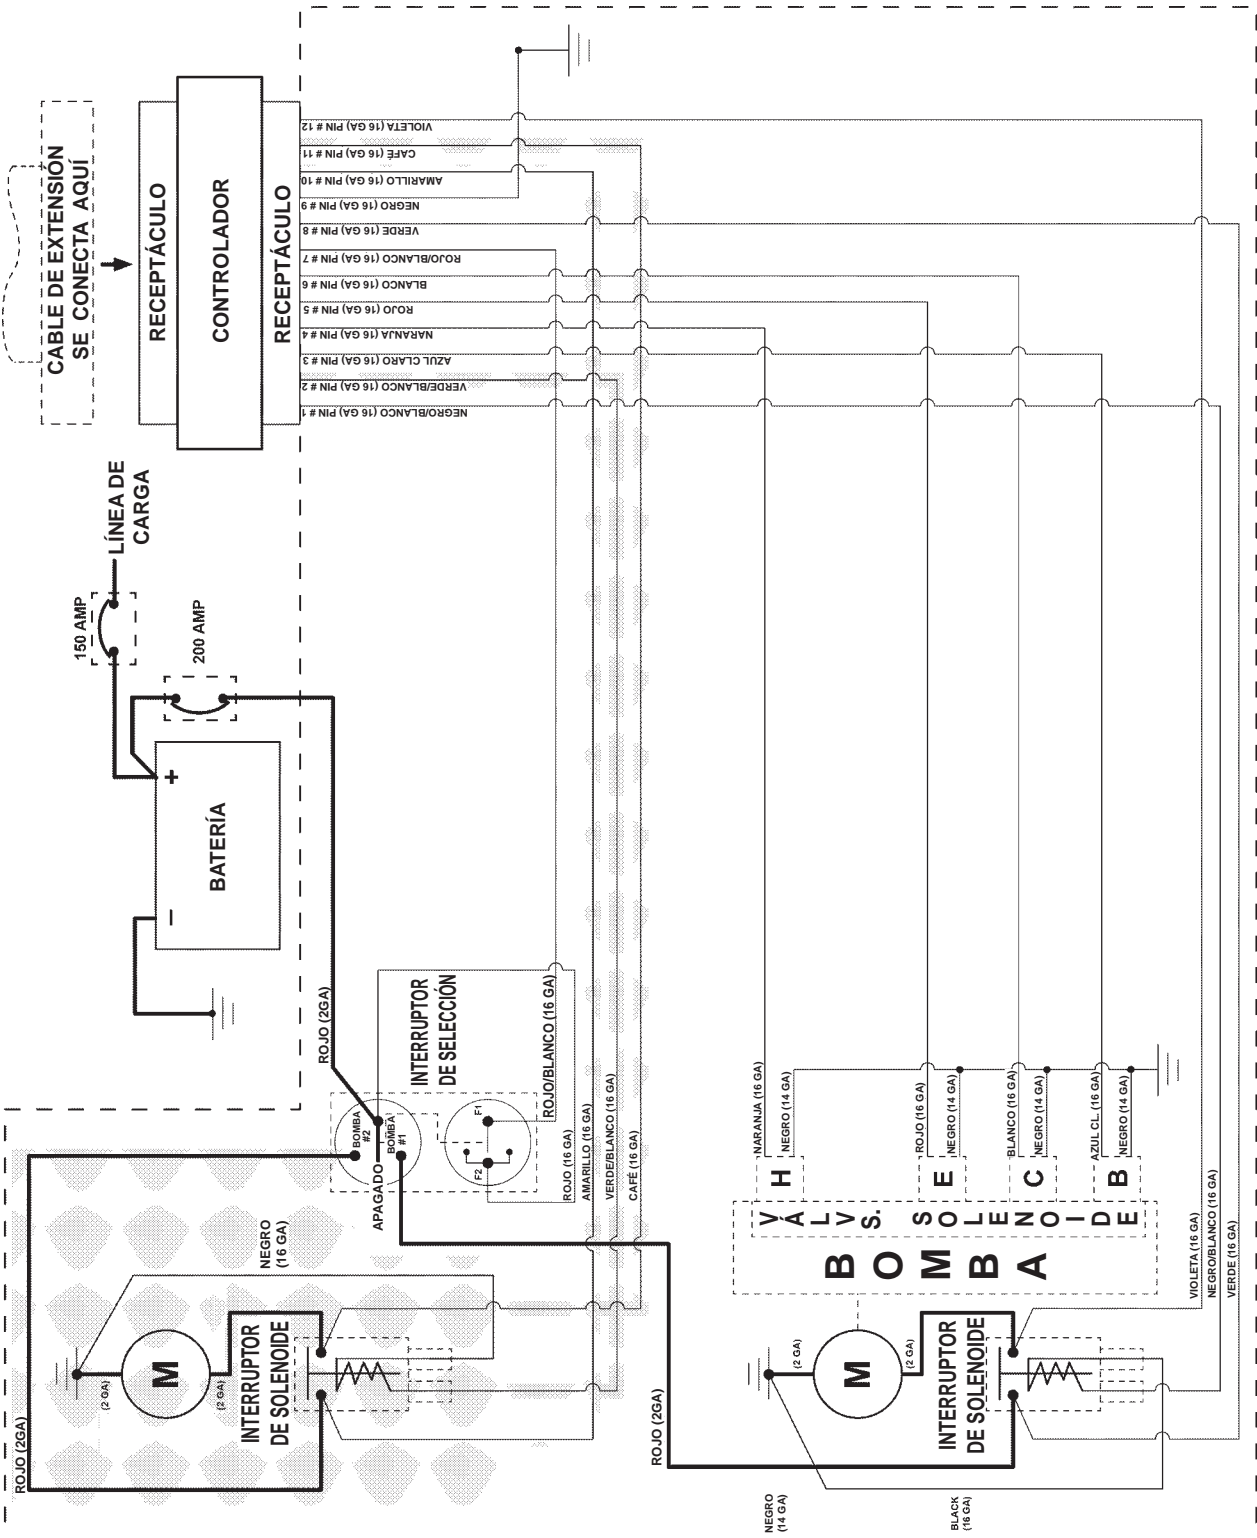 CABLE DE EXTENSIÓN
SE CONECTA AQUÍ
RECEPTÁCULO
CONTROLADOR
RECEPTÁCULO
VIOLETA (16 GA) PIN # 12
CAFÉ (16 GA) PIN # 11
AMARILLO (16 GA) PIN # 10
NEGRO (16 GA) PIN # 9
VERDE (16 GA) PIN # 8
ROJO/BLANCO (16 GA) PIN # 7
BLANCO (16 GA) PIN # 6
ROJO (16 GA) PIN # 5
NARANJA (16 GA) PIN # 4
AZUL CLARO (16 GA) PIN # 3
VERDE/BLANCO (16 GA) PIN # 2
NEGRO/BLANCO (16 GA) PIN # 1
LÍNEA DE
CARGA
150 AMP
200 AMP
+
BATERÍA
–
ROJO (2GA)
INTERRUPTOR
DE SELECCIÓN
BOMBA
#2
BOMBA
#1
APAGADO
F1
F2
ROJO/BLANCO (16 GA)
ROJO (16 GA)
AMARILLO (16 GA)
VERDE/BLANCO (16 GA)
CAFÉ (16 GA)
NEGRO
(16 GA)
(2 GA)
M
(2 GA)
INTERRUPTOR
DE SOLENOIDE
ROJO (2GA)
ROJO (2GA)
NARANJA (16 GA)
NEGRO (14 GA)
ROJO (16 GA)
NEGRO (14 GA)
BLANCO (16 GA)
NEGRO (14 GA)
AZUL CL. (16 GA)
NEGRO (14 GA)
H
E
C
B
VÁLVS. SOLENOIDE
BOMBA
VIOLETA (16 GA)
NEGRO/BLANCO (16 GA)
VERDE (16 GA)
(2 GA)
M
(2 GA)
INTERRUPTOR
DE SOLENOIDE
NEGRO
(14 GA)
BLACK
(16 GA)